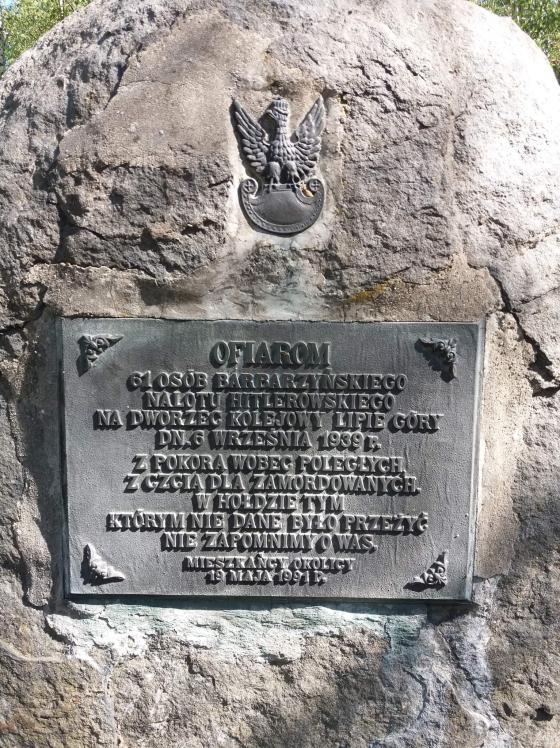 OFIAROM
61 OSÓB BARBARZYŃSKIEGO
NALOTU HITLEROWSKIEGO
NA DWORZEC KOLEJOWY LIPIE GÓRY
DN. 6 WRZEŚNIA 1939 r.
Z POKORĄ WOBEC POLEGŁYCH,
Z CZCIĄ DLA ZAMORDOWANYCH.
W HOŁDZIE TYM
KTÓRYM NIE DANE BYŁO PRZEŻYĆ
NIE ZAPOMNIMY O WAS.
MIESZKAŃCY OKOLICY
19 MAJA 1991 r.